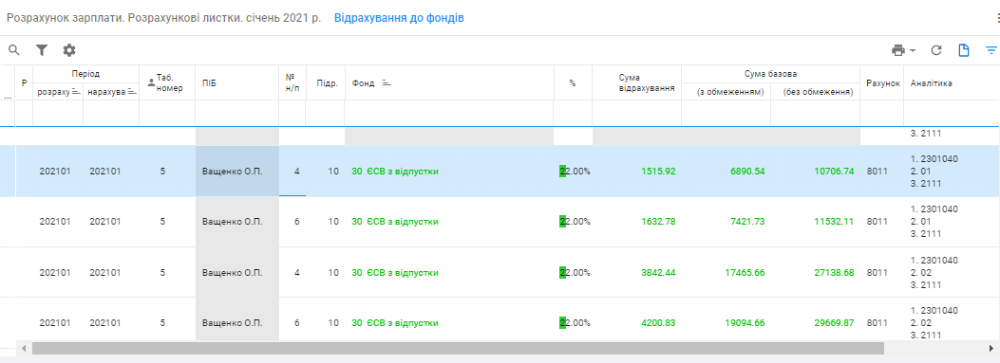 Розрахунок зарплати. Розрахункові листки. січень 2021 р. Відрахування до фондів
... Р Період Таб. номер ПІБ № н/п Підр. Фонд % Сума відрахування Сума базова Рахунок Аналітика
розраху нарахува (з обмеженням) (без обмеження)
3. 2111
202101 202101 5 Ващенко О.П. 4 10 30 ЄСВ з відпустки 22.00% 1515.92 6890.54 10706.74 8011 1. 2301040
2. 01
3. 2111
202101 202101 5 Ващенко О.П. 6 10 30 ЄСВ з відпустки 22.00% 1632.78 7421.73 11532.11 8011 1. 2301040
2. 01
3. 2111
202101 202101 5 Ващенко О.П. 4 10 30 ЄСВ з відпустки 22.00% 3842.44 17465.66 27138.68 8011 1. 2301040
2. 02
3. 2111
202101 202101 5 Ващенко О.П. 6 10 30 ЄСВ з відпустки 22.00% 4200.83 19094.66 29669.87 8011 1. 2301040
2. 02
3. 2111